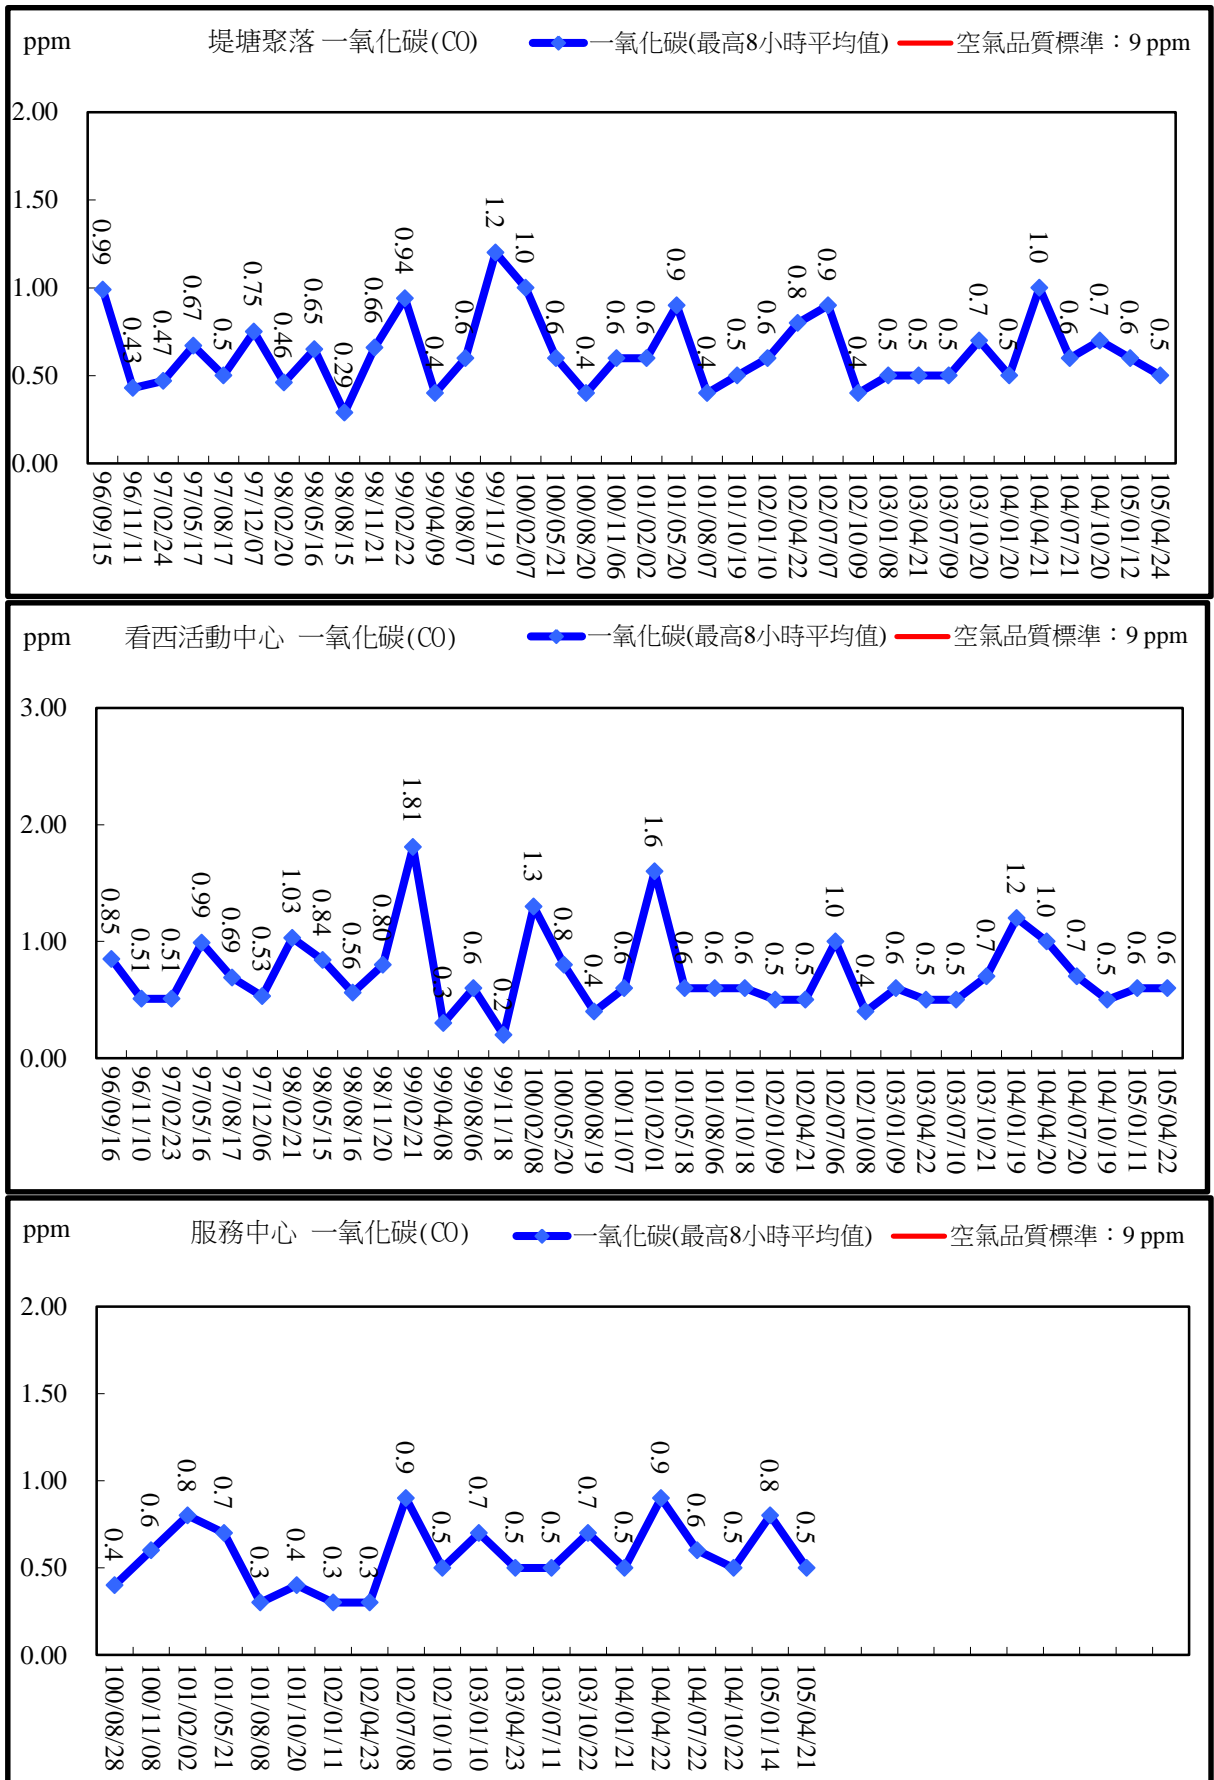 ppm 堤塘聚落 一氧化碳(CO) 一氧化碳(最高8小時平均值) 空氣品質標準：9 ppm
2.00
1.50
1.00
0.50
0.00
0.99 0.43 0.47 0.67 0.5 0.75 0.46 0.65 0.29 0.66 0.94 0.4 0.6 1.2 1.0 0.6 0.4 0.6 0.6 0.9 0.4 0.5 0.6 0.8 0.9 0.4 0.5 0.5 0.5 0.7 0.5 1.0 0.6 0.7 0.6 0.5
96/09/15 96/11/11 97/02/24 97/05/17 97/08/17 97/12/07 98/02/20 98/05/16 98/08/15 98/11/21 99/02/22 99/04/09 99/08/07 99/11/19 100/02/07 100/05/21 100/08/20 100/11/06 101/02/02 101/05/20 101/08/07 101/10/19 102/01/10 102/04/22 102/07/07 102/10/09 103/01/08 103/04/21 103/07/09 103/10/20 104/01/20 104/04/21 104/07/21 104/10/20 105/01/12 105/04/24
ppm 看西活動中心 一氧化碳(CO) 一氧化碳(最高8小時平均值) 空氣品質標準：9 ppm
3.00
2.00
1.00
0.00
0.85 0.51 0.51 0.99 0.69 0.53 1.03 0.84 0.56 0.80 1.81 0.3 0.6 0.2 1.3 0.8 0.4 0.6 1.6 0.6 0.6 0.6 0.5 0.5 1.0 0.4 0.6 0.5 0.5 0.7 1.2 1.0 0.7 0.5 0.6 0.6
96/09/16 96/11/10 97/02/23 97/05/16 97/08/17 97/12/06 98/02/21 98/05/15 98/08/16 98/11/20 99/02/21 99/04/08 99/08/06 99/11/18 100/02/08 100/05/20 100/08/19 100/11/07 101/02/01 101/05/18 101/08/06 101/10/18 102/01/09 102/04/21 102/07/06 102/10/08 103/01/09 103/04/22 103/07/10 103/10/21 104/01/19 104/04/20 104/07/20 104/10/19 105/01/11 105/04/22
ppm 服務中心 一氧化碳(CO) 一氧化碳(最高8小時平均值) 空氣品質標準：9 ppm
2.00
1.50
1.00
0.50
0.00
0.4 0.6 0.8 0.7 0.3 0.4 0.3 0.3 0.9 0.5 0.7 0.5 0.5 0.7 0.5 0.9 0.6 0.5 0.8 0.5
100/08/28 100/11/08 101/02/02 101/05/21 101/08/08 101/10/20 102/01/11 102/04/23 102/07/08 102/10/10 103/01/10 103/04/23 103/07/11 103/10/22 104/01/21 104/04/22 104/07/22 104/10/22 105/01/14 105/04/21